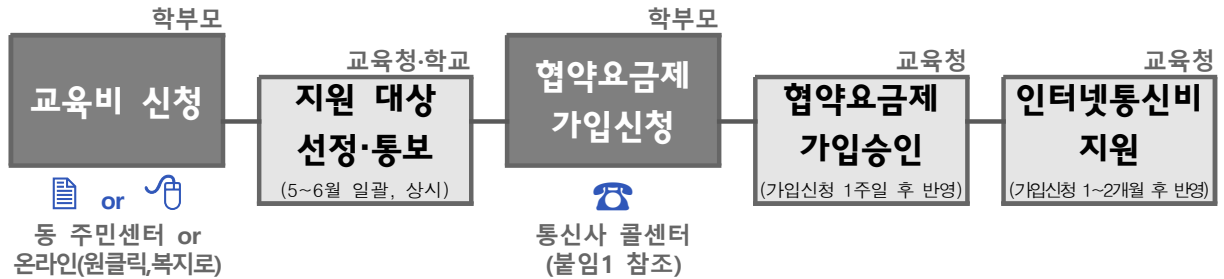 학부모
교육비 신청
or
동 주민센터 or
온라인(원클릭,복지로)
교육청·학교
지원 대상
선정·통보
(5~6월 일괄, 상시)
학부모
협약요금제
가입신청
통신사 콜센터
(붙임1 참조)
교육청
협약요금제
가입승인
(가입신청 1주일 후 반영)
교육청
인터넷통신비
지원
(가입신청 1~2개월 후 반영)